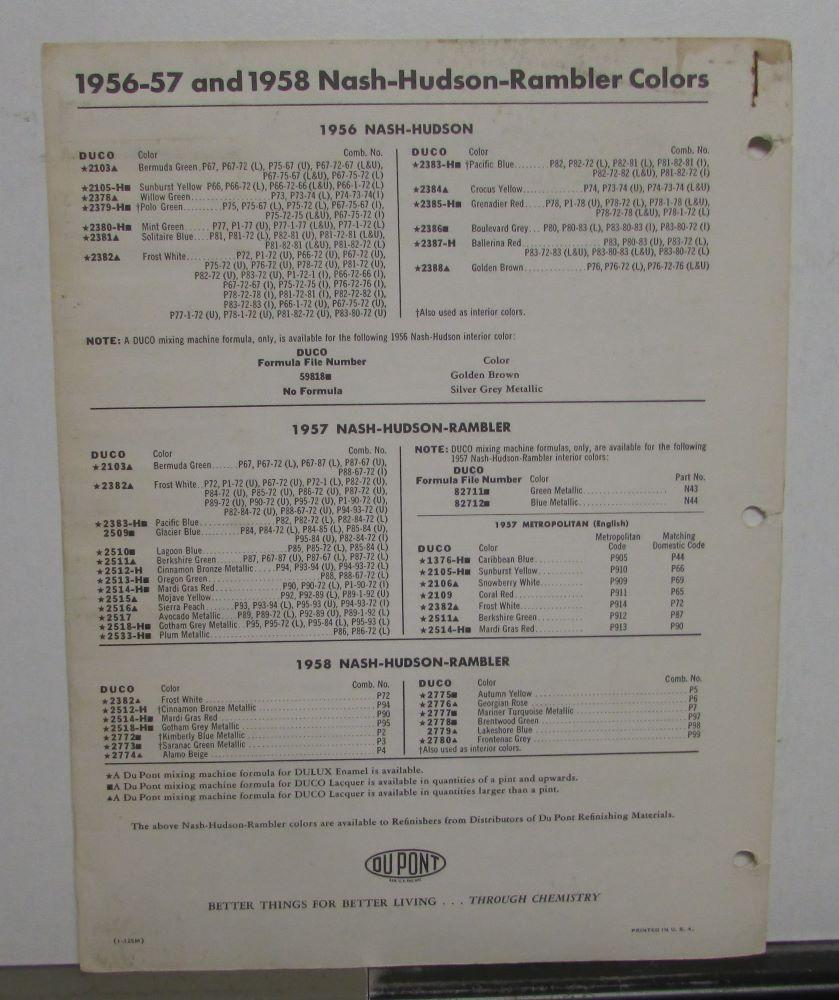 1956-57 and 1958 Nash-Hudson-Rambler Colors
1956 NASH-HUDSON
DUCO Color Comb. No.
★2103▲ Bermuda Green..P67, P67-72 (L), P75-67 (U), P67-72-67 (L&U),
P67-75-67 (L&U), P67-75-72 (L)
★2105-H■ Sunburst Yellow P66, P66-72 (L), P66-72-66 (L&U), P66-1-72 (L)
★2378▲ Willow Green..........P73, P73-74 (L), P74-73-74(I)
★2379-H■ †Polo Green..........P75, P75-67 (L), P75-72 (L), P67-75-67 (I),
P75-72-75 (L&U), P67-75-72 (I)
★2380-H■ Mint Green......P77, P1-77 (U), P77-1-77 (L&U), P77-1-72 (L)
★2381▲ Solitaire Blue....P81, P81-72 (L), P82-81 (U), P81-72-81 (L&U),
P81-82-81 (L&U), P81-82-72 (L)
★2382▲ Frost White............P72, P1-72 (U), P66-72 (U), P67-72 (U),
P75-72 (U), P76-72 (U), P78-72 (U), P81-72 (U),
P82-72 (U), P83-72 (U), P1-72-1 (I), P66-72-66 (I),
P67-72-67 (I), P75-72-75 (I), P76-72-76 (I),
P78-72-78 (I), P81-72-81 (I), P82-72-82 (I),
P83-72-83 (I), P66-1-72 (U), P67-75-72 (U),
P77-1-72 (U), P78-1-72 (U), P81-82-72 (U), P83-80-72 (U)
DUCO Color Comb. No.
★2383-H■ †Pacific Blue........P82, P82-72 (L), P82-81 (L), P81-82-81 (I),
P82-72-82 (L&U), P81-82-72 (I)
★2384▲ Crocus Yellow............P74, P73-74 (U), P74-73-74 (L&U)
★2385-H■ Grenadier Red.....P78, P1-78 (U), P78-72 (L), P78-1-78 (L&U),
P78-72-78 (L&U), P78-1-72 (L)
★2386■ Boulevard Grey... P80, P80-83 (L), P83-80-83 (I), P83-80-72 (I)
★2387-H Ballerina Red................P83, P80-83 (U), P83-72 (L),
P83-72-83 (L&U), P83-80-83 (L&U), P83-80-72 (L)
★2388▲ Golden Brown..............P76, P76-72 (L), P76-72-76 (L&U)
†Also used as interior colors.
NOTE: A DUCO mixing machine formula, only, is available for the following 1956 Nash-Hudson interior color:
DUCO
Formula File Number Color
59818■ Golden Brown
No Formula Silver Grey Metallic
1957 NASH-HUDSON-RAMBLER
DUCO Color Comb. No.
★2103▲ Bermuda Green......P67, P67-72 (L), P67-87 (L), P87-67 (U),
P88-67-72 (I)
★2382▲ Frost White..P72, P1-72 (U), P67-72 (U), P72-1 (L), P82-72 (U),
P84-72 (U), P85-72 (U), P86-72 (U), P87-72 (U),
P89-72 (U), P90-72 (U), P95-72 (U), P1-90-72 (U),
P82-84-72 (U), P88-67-72 (U), P94-93-72 (U)
★2383-H■ Pacific Blue...................P82, P82-72 (L), P82-84-72 (L)
2509■ Glacier Blue.........P84, P84-72 (L), P84-85 (L), P85-84 (U),
P95-84 (U), P82-84-72 (I)
★2510■ Lagoon Blue......................P85, P85-72 (L), P85-84 (L)
★2511▲ Berkshire Green.......P87, P67-87 (U), P87-67 (L), P87-72 (L)
★2512-H Cinnamon Bronze Metallic.....P94, P93-94 (U), P94-93-72 (L)
★2513-H■ Oregon Green........................P88, P88-67-72 (L)
★2514-H■ Mardi Gras Red.................P90, P90-72 (L), P1-90-72 (I)
★2515▲ Mojave Yellow.................P92, P92-89 (L), P89-1-92 (U)
★2516▲ Sierra Peach.....P93, P93-94 (L), P95-93 (U), P94-93-72 (I)
★2517 Avocado Metallic....P89, P89-72 (L), P92-89 (U), P89-1-92 (L)
★2518-H■ Gotham Grey Metallic..P95, P95-72 (L), P95-84 (L), P95-93 (L)
★2533-H■ Plum Metallic...............................P86, P86-72 (L)
NOTE: DUCO mixing machine formulas, only, are available for the following
1957 Nash-Hudson-Rambler interior colors:
DUCO
Formula File Number Color Part No.
82711■ Green Metallic.................... N43
82712■ Blue Metallic..................... N44
1957 METROPOLITAN (English)
DUCO Color Metropolitan Code Matching Domestic Code
★1376-H■ Caribbean Blue........... P905 P44
★2105-H■ Sunburst Yellow.......... P910 P66
★2106▲ Snowberry White.......... P909 P69
★2109 Coral Red................ P911 P65
★2382▲ Frost White.............. P914 P72
★2511▲ Berkshire Green.......... P912 P87
★2514-H■ Mardi Gras Red........... P913 P90
1958 NASH-HUDSON-RAMBLER
DUCO Color Comb. No.
★2382▲ Frost White ........ P72
★2512-H †Cinnamon Bronze Metallic ........ P94
★2514-H■ Mardi Gras Red ........ P90
★2518-H■ Gotham Grey Metallic ........ P95
★2772■ †Kimberly Blue Metallic ........ P2
★2773■ †Saranac Green Metallic ........ P3
★2774▲ Alamo Beige ........ P4
DUCO Color Comb. No.
★2775■ Autumn Yellow ........ P5
★2776▲ Georgian Rose ........ P6
★2777■ Mariner Turquoise Metallic ........ P7
★2778■ Brentwood Green ........ P97
2779▲ Lakeshore Blue ........ P98
★2780▲ Frontenac Grey ........ P99
†Also used as interior colors.
★A Du Pont mixing machine formula for DULUX Enamel is available.
■A Du Pont mixing machine formula for DUCO Lacquer is available in quantities of a pint and upwards.
▲A Du Pont mixing machine formula for DUCO Lacquer is available in quantities larger than a pint.
The above Nash-Hudson-Rambler colors are available to Refinishers from Distributors of Du Pont Refinishing Materials.
DU PONT
REG. U.S. PAT. OFF.
BETTER THINGS FOR BETTER LIVING . . . THROUGH CHEMISTRY
(1-125M)
PRINTED IN U. S. A.